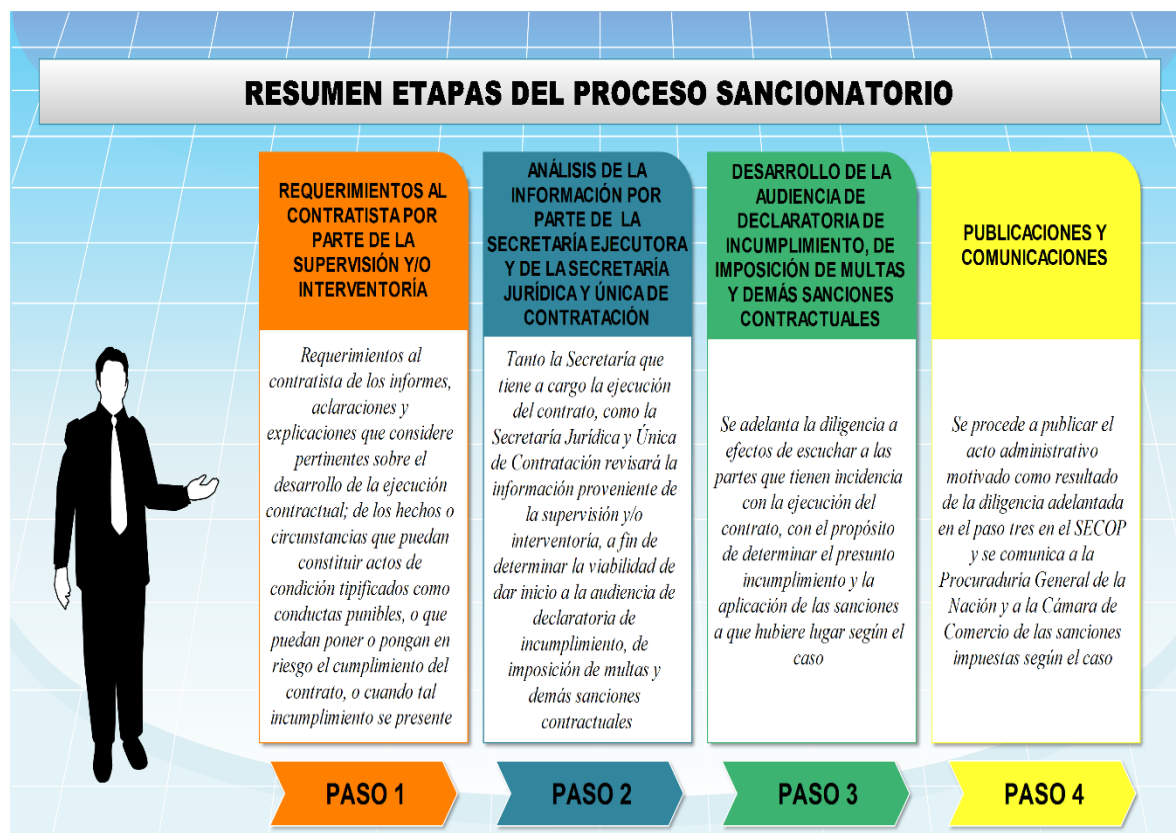 RESUMEN ETAPAS DEL PROCESO SANCIONATORIO
REQUERIMIENTOS AL
CONTRATISTA POR
PARTE DE LA
SUPERVISIÓN Y/O
INTERVENTORÍA
Requerimientos al
contratista de los informes,
aclaraciones y
explicaciones que considere
pertinentes sobre el
desarrollo de la ejecución
contractual; de los hechos o
circunstancias que puedan
constituir actos de
condición tipificados como
conductas punibles, o que
puedan poner o pongan en
riesgo el cumplimiento del
contrato, o cuando tal
incumplimiento se presente
PASO 1
ANÁLISIS DE LA
INFORMACIÓN POR
PARTE DE LA
SECRETARÍA EJECUTORA
Y DE LA SECRETARÍA
JURÍDICA Y ÚNICA DE
CONTRATACIÓN
Tanto la Secretaría que
tiene a cargo la ejecución
del contrato, como la
Secretaría Jurídica y Única
de Contratación revisará la
información proveniente de
la supervisión y/o
interventoría, a fin de
determinar la viabilidad de
dar inicio a la audiencia de
declaratoria de
incumplimiento, de
imposición de multas y
demás sanciones
contractuales
PASO 2
DESARROLLO DE LA
AUDIENCIA DE
DECLARATORIA DE
INCUMPLIMIENTO, DE
IMPOSICIÓN DE MULTAS
Y DEMÁS SANCIONES
CONTRACTUALES
Se adelanta la diligencia a
efectos de escuchar a las
partes que tienen incidencia
con la ejecución del
contrato, con el propósito
de determinar el presunto
incumplimiento y la
aplicación de las sanciones
a que hubiere lugar según el
caso
PASO 3
PUBLICACIONES Y
COMUNICACIONES
Se procede a publicar el
acto administrativo
motivado como resultado
de la diligencia adelantada
en el paso tres en el SECOP
y se comunica a la
Procuraduría General de la
Nación y a la Cámara de
Comercio de las sanciones
impuestas según el caso
PASO 4